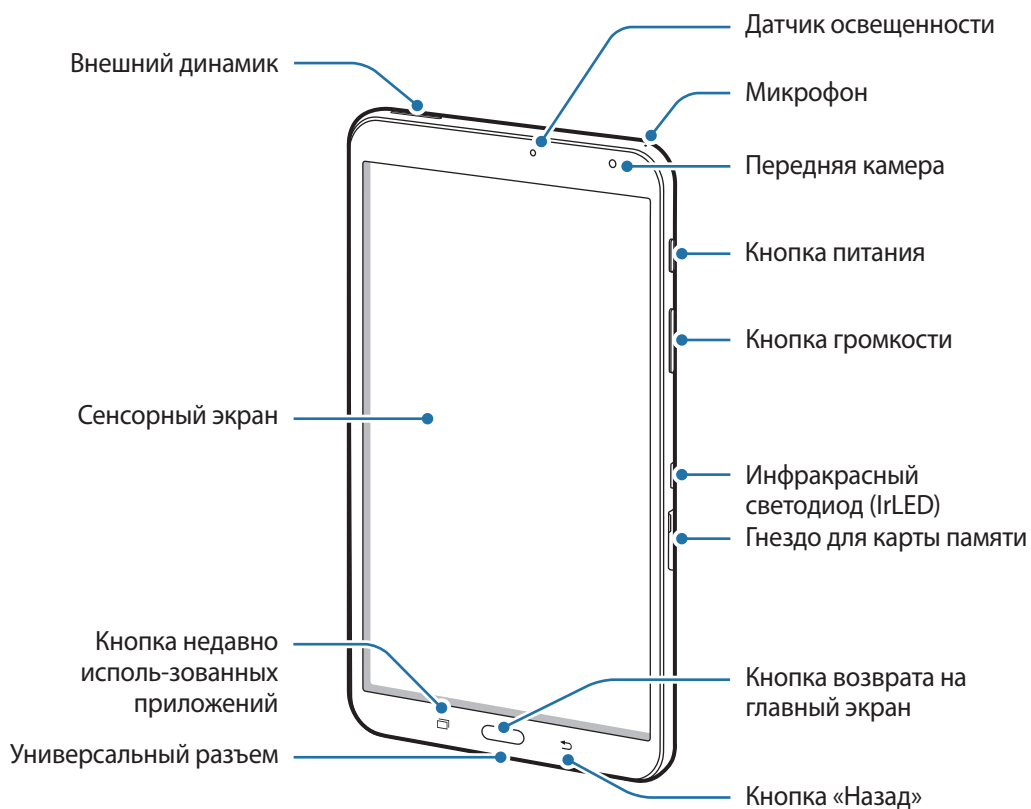 Датчик освещенности
Внешний динамик
Микрофон
Передняя камера
Кнопка питания
Кнопка громкости
Сенсорный экран
Инфракрасный
светодиод (IrLED)
Гнездо для карты памяти
Кнопка недавно
исполь-зованных
приложений
Кнопка возврата на
главный экран
Универсальный разъем
Кнопка «Назад»